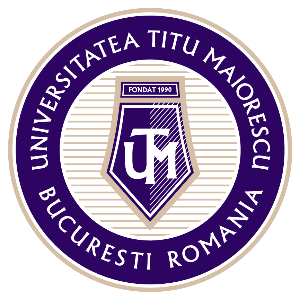 UNIVERSITATEA TITU MAIORESCU
FONDAT 1990
UTM
BUCURESTI ROMANIA